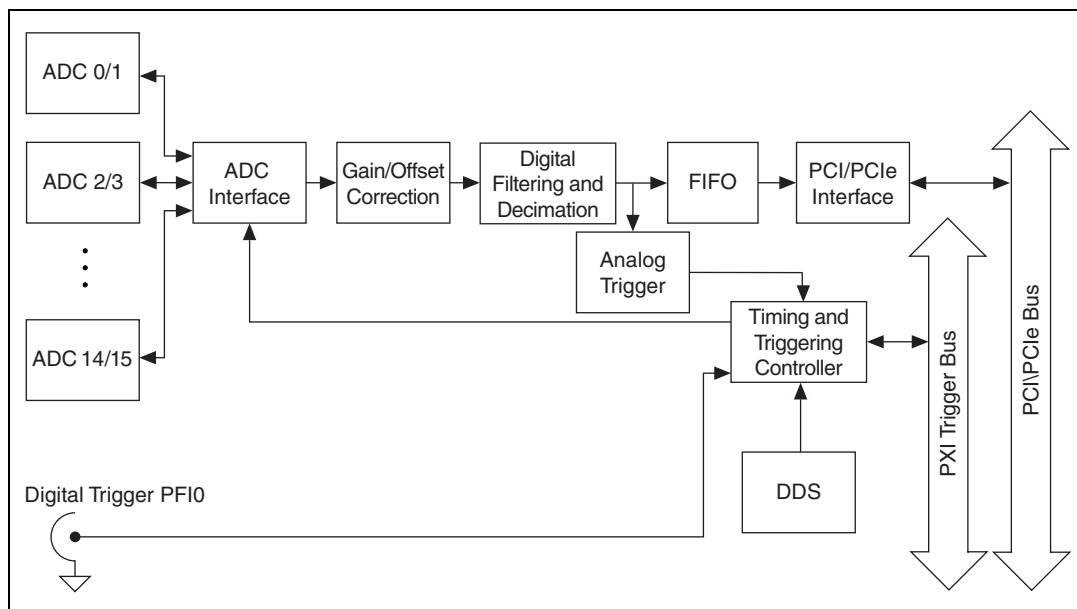 ADC 0/1
ADC 2/3
ADC 14/15
ADC
Interface
Gain/Offset
Correction
Digital
Filtering and
Decimation
FIFO
PCI/PCIe
Interface
Analog
Trigger
Timing and
Triggering
Controller
DDS
Digital Trigger PFI0
PXI Trigger Bus
PCI\PCIe Bus